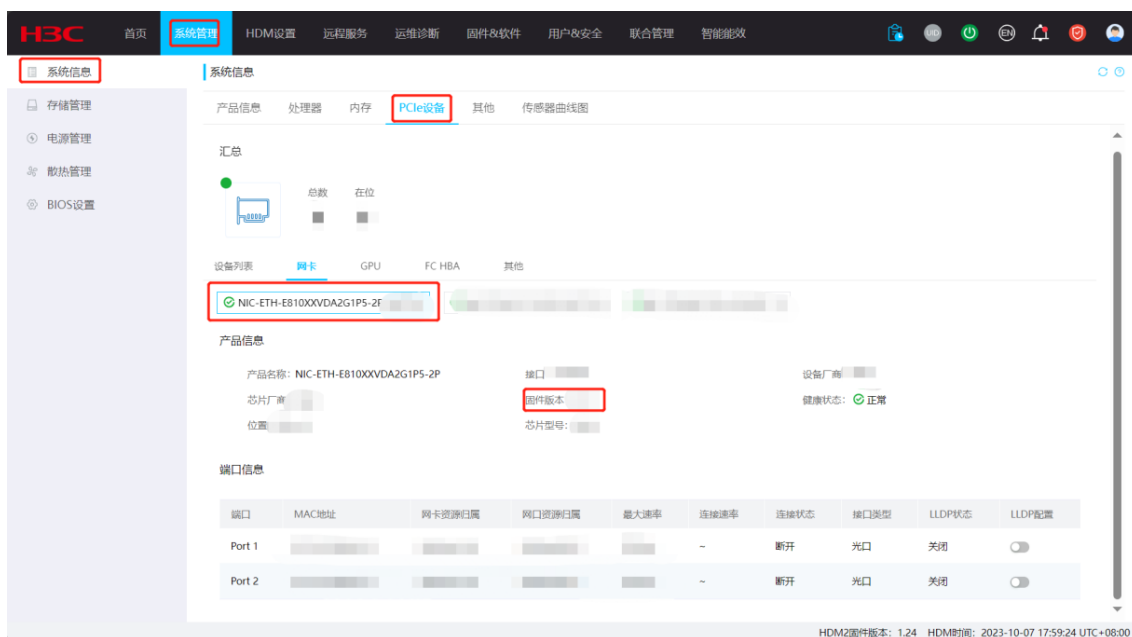 H3C 首页 系统管理 HDM设置 远程服务 运维诊断 固件&软件 用户&安全 联合管理 智能能效 UID EN
系统信息
存储管理
电源管理
散热管理
BIOS设置
系统信息
产品信息 处理器 内存 PCIe设备 其他 传感器曲线图
汇总
总数 在位
设备列表 网卡 GPU FC HBA 其他
NIC-ETH-E810XXVDA2G1P5-2P
产品信息
产品名称: NIC-ETH-E810XXVDA2G1P5-2P 接口 设备厂商
芯片厂商 固件版本 健康状态: 正常
位置 芯片型号:
端口信息
端口 MAC地址 网卡资源归属 网口资源归属 最大速率 连接速率 连接状态 接口类型 LLDP状态 LLDP配置
Port 1 ~ 断开 光口 关闭
Port 2 ~ 断开 光口 关闭
HDM2固件版本: 1.24 HDM时间: 2023-10-07 17:59:24 UTC+08:00